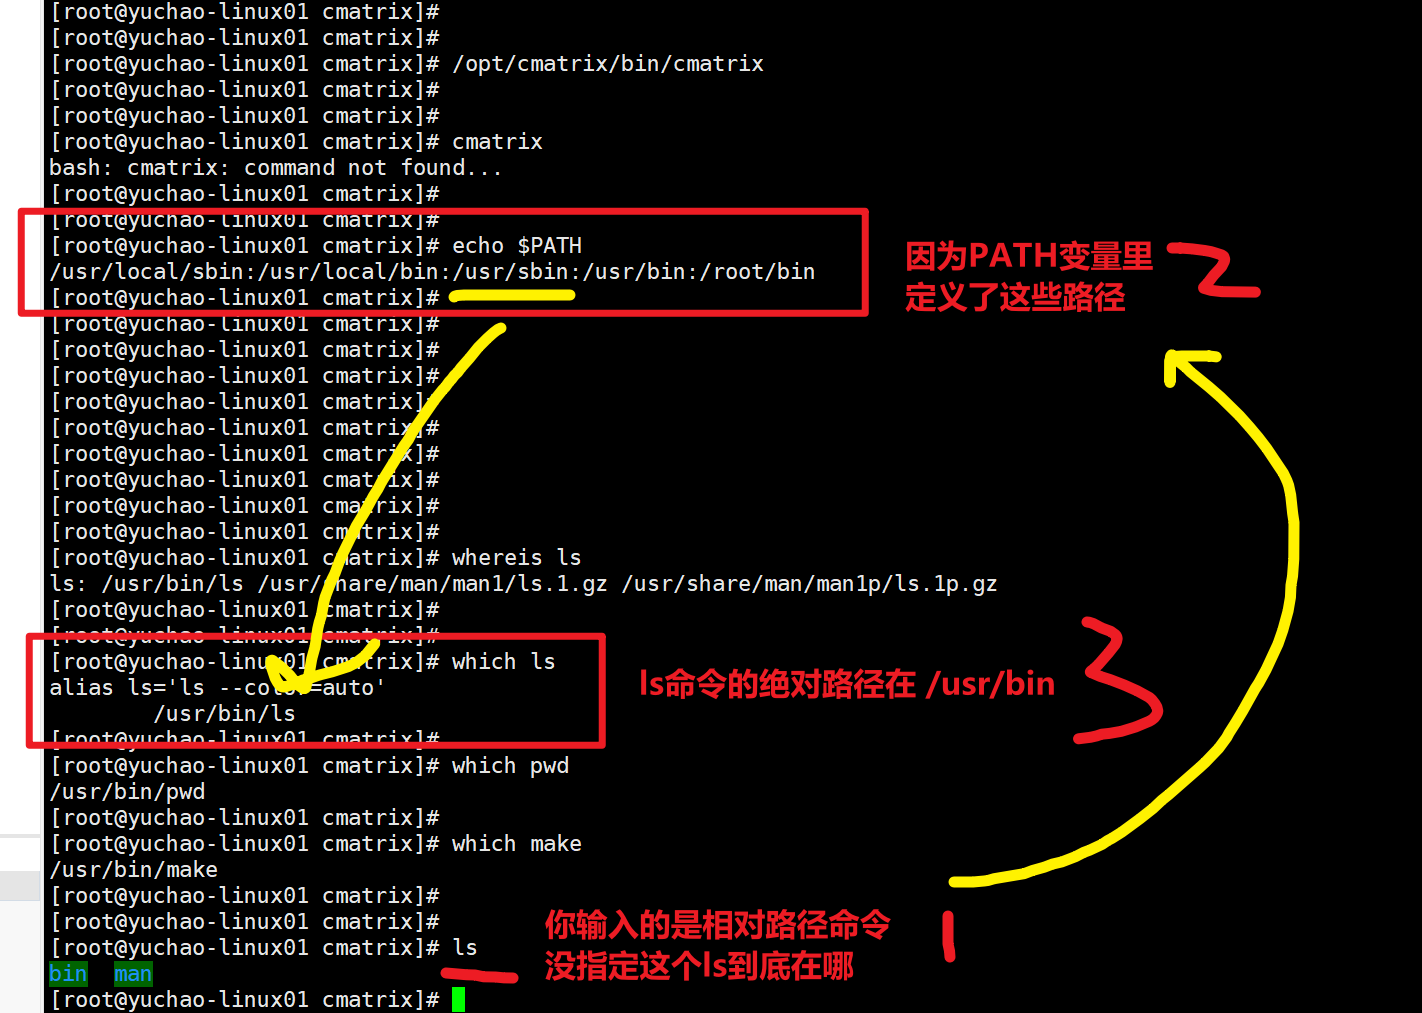 [root@yuchao-linux01 cmatrix]#
[root@yuchao-linux01 cmatrix]#
[root@yuchao-linux01 cmatrix]# /opt/cmatrix/bin/cmatrix
[root@yuchao-linux01 cmatrix]#
[root@yuchao-linux01 cmatrix]#
[root@yuchao-linux01 cmatrix]# cmatrix
bash: cmatrix: command not found...
[root@yuchao-linux01 cmatrix]#
[root@yuchao-linux01 cmatrix]#
[root@yuchao-linux01 cmatrix]# echo $PATH
/usr/local/sbin:/usr/local/bin:/usr/sbin:/usr/bin:/root/bin
[root@yuchao-linux01 cmatrix]#
因为PATH变量里
定义了这些路径
2
[root@yuchao-linux01 cmatrix]#
[root@yuchao-linux01 cmatrix]#
[root@yuchao-linux01 cmatrix]#
[root@yuchao-linux01 cmatrix]#
[root@yuchao-linux01 cmatrix]#
[root@yuchao-linux01 cmatrix]#
[root@yuchao-linux01 cmatrix]#
[root@yuchao-linux01 cmatrix]#
[root@yuchao-linux01 cmatrix]#
[root@yuchao-linux01 cmatrix]# whereis ls
ls: /usr/bin/ls /usr/share/man/man1/ls.1.gz /usr/share/man/man1p/ls.1p.gz
[root@yuchao-linux01 cmatrix]#
[root@yuchao-linux01 cmatrix]#
[root@yuchao-linux01 cmatrix]# which ls
alias ls='ls --color=auto'
/usr/bin/ls
ls命令的绝对路径在 /usr/bin
3
[root@yuchao-linux01 cmatrix]#
[root@yuchao-linux01 cmatrix]# which pwd
/usr/bin/pwd
[root@yuchao-linux01 cmatrix]#
[root@yuchao-linux01 cmatrix]# which make
/usr/bin/make
[root@yuchao-linux01 cmatrix]#
[root@yuchao-linux01 cmatrix]#
[root@yuchao-linux01 cmatrix]# ls
你输入的是相对路径命令
没指定这个ls到底在哪
1
bin man
[root@yuchao-linux01 cmatrix]#